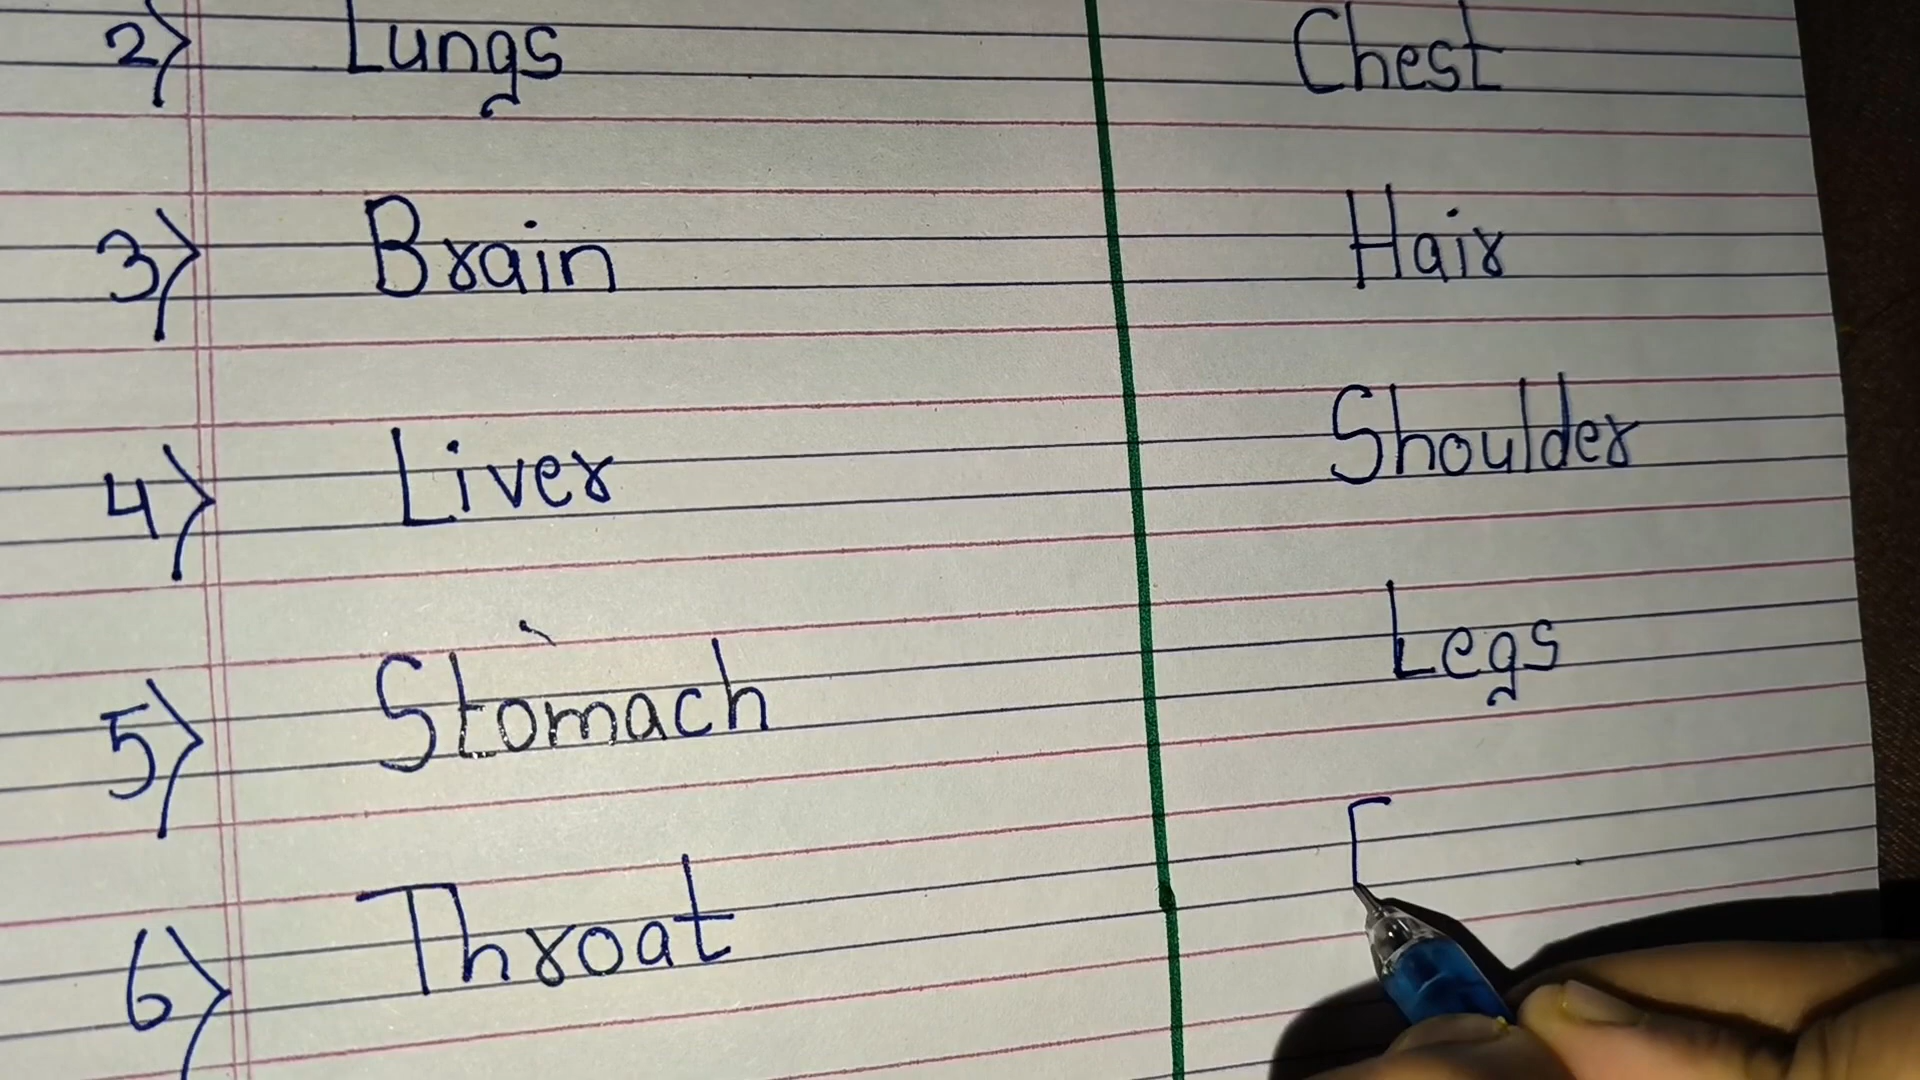 2) Lungs Chest
3) Brain Hair
4) Liver Shoulder
5) Stomach Legs
6) Throat